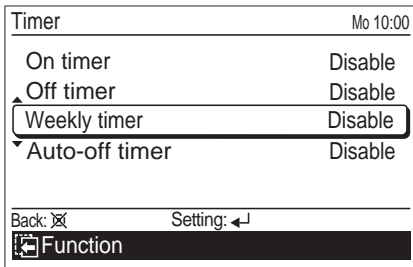 Timer Mo 10:00
On timer Disable
Off timer Disable
Weekly timer Disable
Auto-off timer Disable
Back: Setting:
Function